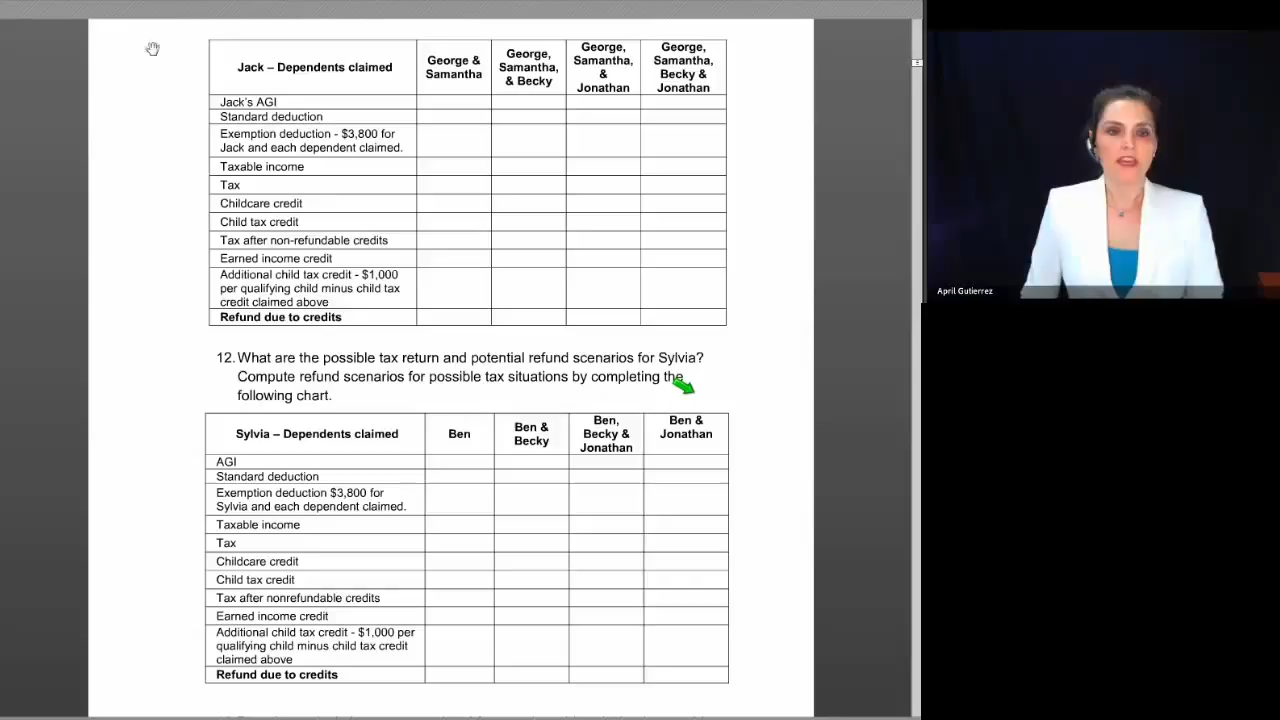 Jack – Dependents claimed
George &
Samantha
George,
Samantha,
& Becky
George,
Samantha,
&
Jonathan
George,
Samantha,
Becky &
Jonathan
Jack's AGI
Standard deduction
Exemption deduction - $3,800 for
Jack and each dependent claimed.
Taxable income
Tax
Childcare credit
Child tax credit
Tax after non-refundable credits
Earned income credit
Additional child tax credit - $1,000
per qualifying child minus child tax
credit claimed above
Refund due to credits
12. What are the possible tax return and potential refund scenarios for Sylvia?
Compute refund scenarios for possible tax situations by completing the
following chart.
Sylvia – Dependents claimed
Ben
Ben &
Becky
Ben,
Becky &
Jonathan
Ben &
Jonathan
AGI
Standard deduction
Exemption deduction $3,800 for
Sylvia and each dependent claimed.
Taxable income
Tax
Childcare credit
Child tax credit
Tax after nonrefundable credits
Earned income credit
Additional child tax credit - $1,000 per
qualifying child minus child tax credit
claimed above
Refund due to credits
April Gutierrez